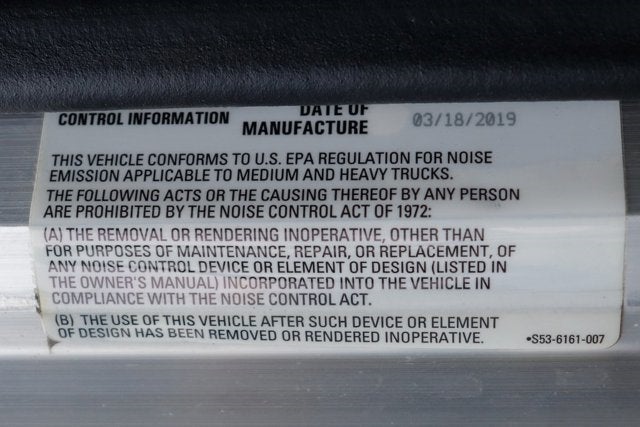 CONTROL INFORMATION DATE OF MANUFACTURE 03/18/2019
THIS VEHICLE CONFORMS TO U.S. EPA REGULATION FOR NOISE
EMISSION APPLICABLE TO MEDIUM AND HEAVY TRUCKS.
THE FOLLOWING ACTS OR THE CAUSING THEREOF BY ANY PERSON
ARE PROHIBITED BY THE NOISE CONTROL ACT OF 1972:
(A) THE REMOVAL OR RENDERING INOPERATIVE, OTHER THAN
FOR PURPOSES OF MAINTENANCE, REPAIR, OR REPLACEMENT, OF
ANY NOISE CONTROL DEVICE OR ELEMENT OF DESIGN (LISTED IN
THE OWNER'S MANUAL) INCORPORATED INTO THE VEHICLE IN
COMPLIANCE WITH THE NOISE CONTROL ACT.
(B) THE USE OF THIS VEHICLE AFTER SUCH DEVICE OR ELEMENT
OF DESIGN HAS BEEN REMOVED OR RENDERED INOPERATIVE.
•S53-6161-007